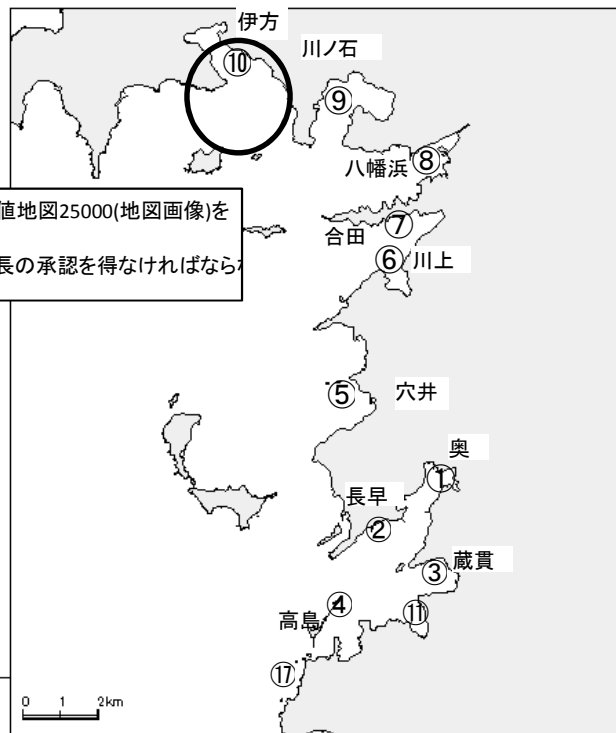 伊方
川ノ石
⑩
⑨
八幡浜
⑧
値地図25000(地図画像)を
合田
⑦
長の承認を得なければなら
⑥
川上
⑤
穴井
奥
①
長早
②
蔵貫
③
④
⑪
高島
⑰
0 1 2km